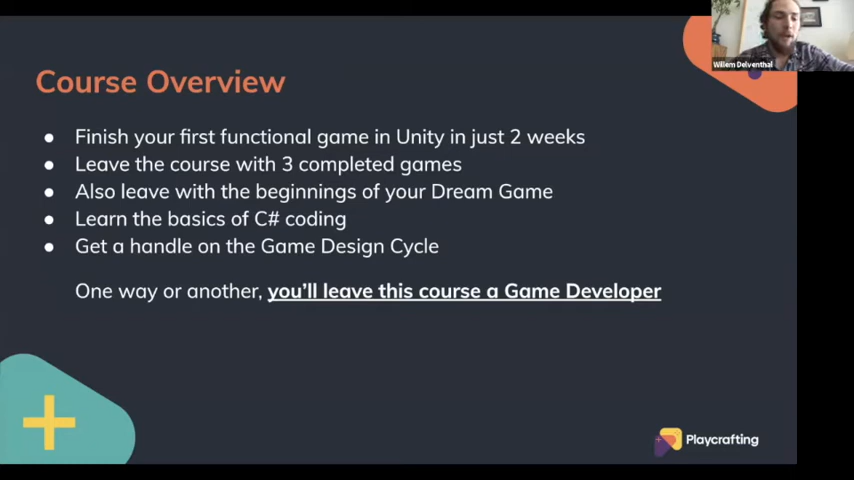 Willem Delventhal
Course Overview
● Finish your first functional game in Unity in just 2 weeks
● Leave the course with 3 completed games
● Also leave with the beginnings of your Dream Game
● Learn the basics of C# coding
● Get a handle on the Game Design Cycle
One way or another, you'll leave this course a Game Developer
Playcrafting